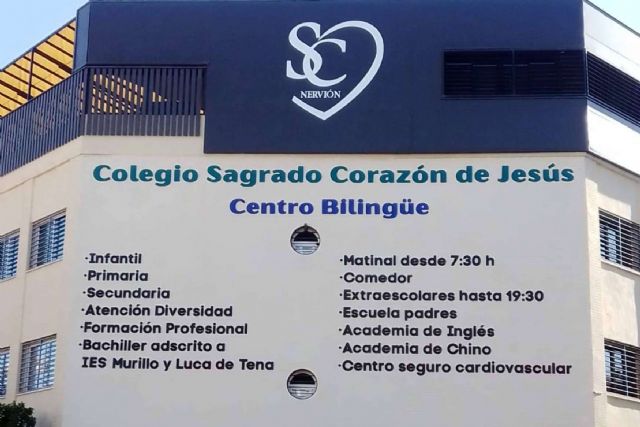 SC
NERVIÓN
Colegio Sagrado Corazón de Jesús
Centro Bilingüe
·Infantil
·Primaria
·Secundaria
·Atención Diversidad
·Formación Profesional
·Bachiller adscrito a
IES Murillo y Luca de Tena
·Matinal desde 7:30 h
·Comedor
·Extraescolares hasta 19:30
·Escuela padres
·Academia de Inglés
·Academia de Chino
·Centro seguro cardiovascular